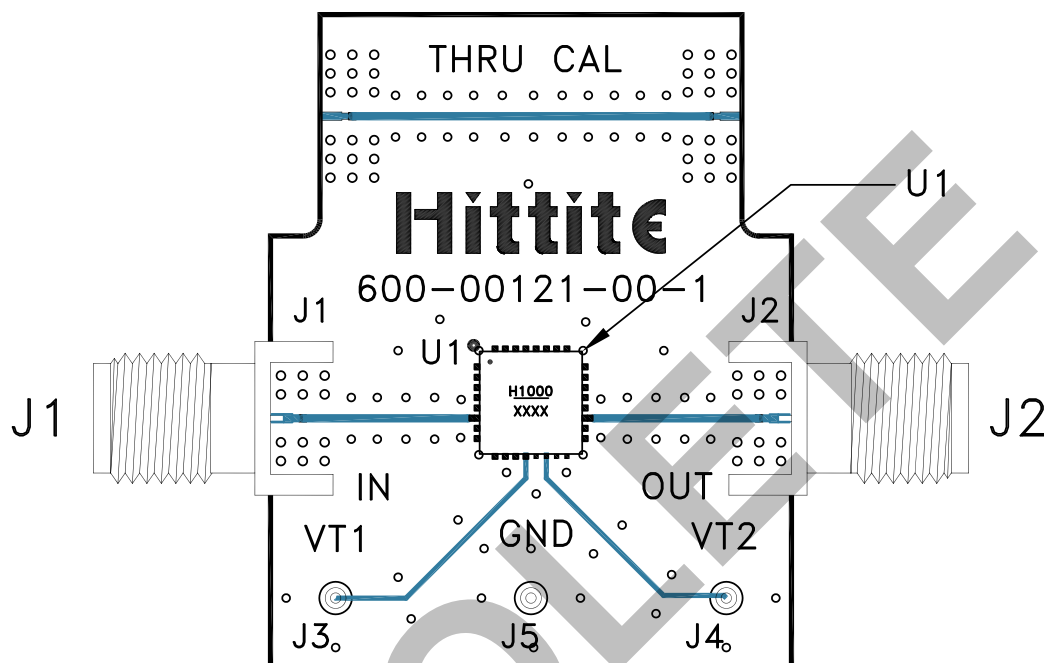 THRU CAL
Hittite
U1
600-00121-00-1
J1
J2
U1
H1000
XXXX
J1
J2
IN
OUT
VT1
GND
VT2
J3
J5
J4
OLETE